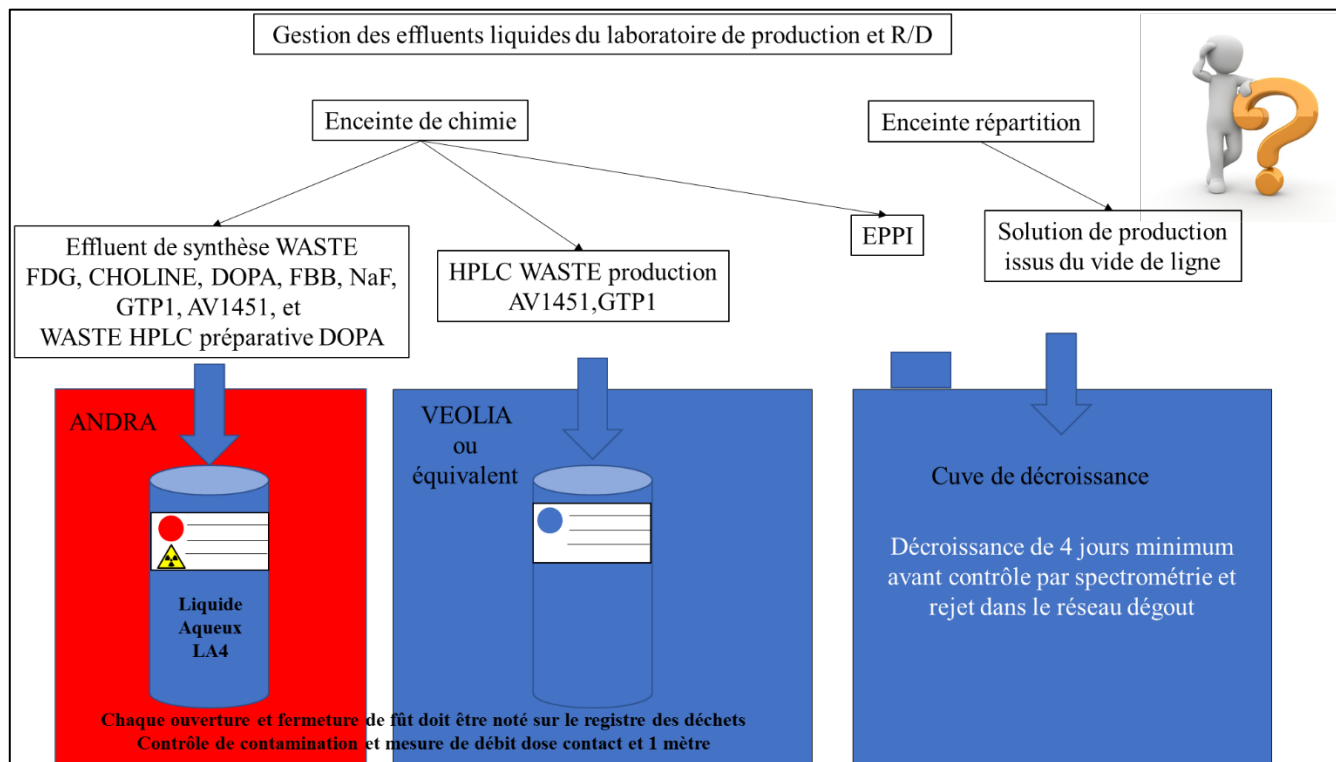 Gestion des effluents liquides du laboratoire de production et R/D
Enceinte de chimie
Enceinte répartition
Effluent de synthèse WASTE
FDG, CHOLINE, DOPA, FBB, NaF,
GTP1, AV1451, et
WASTE HPLC préparative DOPA
HPLC WASTE production
AV1451,GTP1
EPPI
Solution de production
issus du vide de ligne
ANDRA
Liquide
Aqueux
LA4
VEOLIA
ou
équivalent
Cuve de décroissance
Décroissance de 4 jours minimum
avant contrôle par spectrométrie et
rejet dans le réseau dégout
Chaque ouverture et fermeture de fût doit être noté sur le registre des déchets
Contrôle de contamination et mesure de débit dose contact et 1 mètre